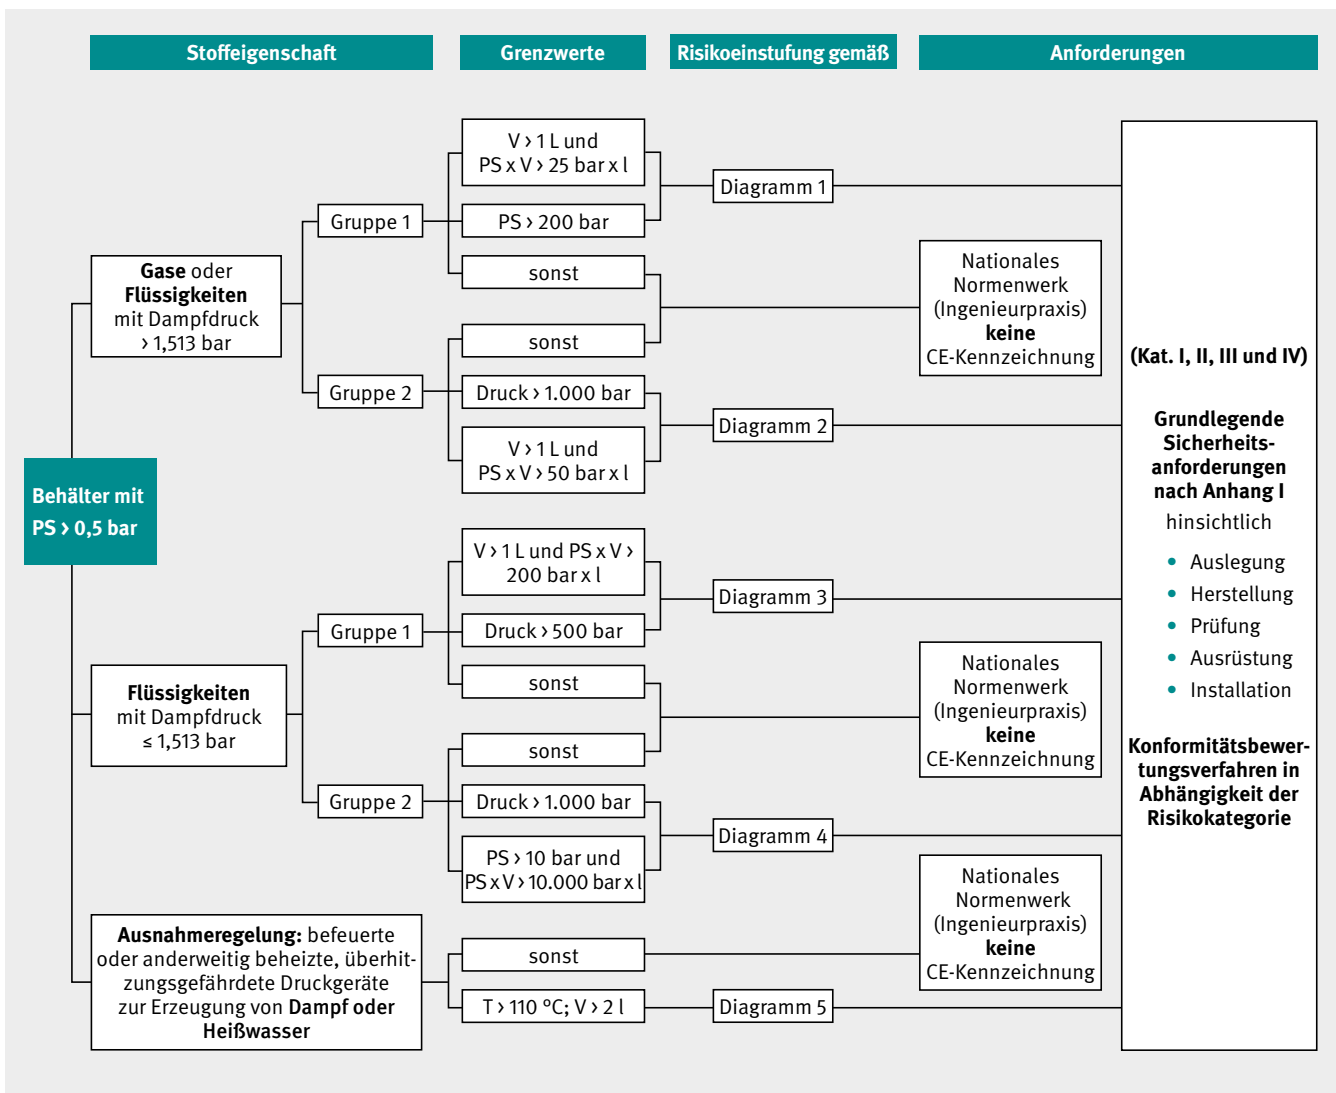 Stoffeigenschaft
Grenzwerte
Risikoeinstufung gemäß
Anforderungen
Behälter mit
PS > 0,5 bar
Gase oder
Flüssigkeiten
mit Dampfdruck
> 1,513 bar
Gruppe 1
V > 1 L und
PS x V > 25 bar x l
PS > 200 bar
sonst
Diagramm 1
Gruppe 2
sonst
Druck > 1.000 bar
V > 1 L und
PS x V > 50 bar x l
Diagramm 2
Nationales
Normenwerk
(Ingenieurpraxis)
keine
CE-Kennzeichnung
Flüssigkeiten
mit Dampfdruck
≤ 1,513 bar
Gruppe 1
V > 1 L und PS x V >
200 bar x l
Druck > 500 bar
sonst
Diagramm 3
Gruppe 2
sonst
Druck > 1.000 bar
PS > 10 bar und
PS x V > 10.000 bar x l
Diagramm 4
Nationales
Normenwerk
(Ingenieurpraxis)
keine
CE-Kennzeichnung
Ausnahmeregelung: befeuerte
oder anderweitig beheizte, überhit-
zungsgefährdete Druckgeräte
zur Erzeugung von Dampf oder
Heißwasser
sonst
T > 110 °C; V > 2 l
Diagramm 5
Nationales
Normenwerk
(Ingenieurpraxis)
keine
CE-Kennzeichnung
(Kat. I, II, III und IV)
Grundlegende
Sicherheits-
anforderungen
nach Anhang I
hinsichtlich
• Auslegung
• Herstellung
• Prüfung
• Ausrüstung
• Installation
Konformitätsbewer-
tungsverfahren in
Abhängigkeit der
Risikokategorie